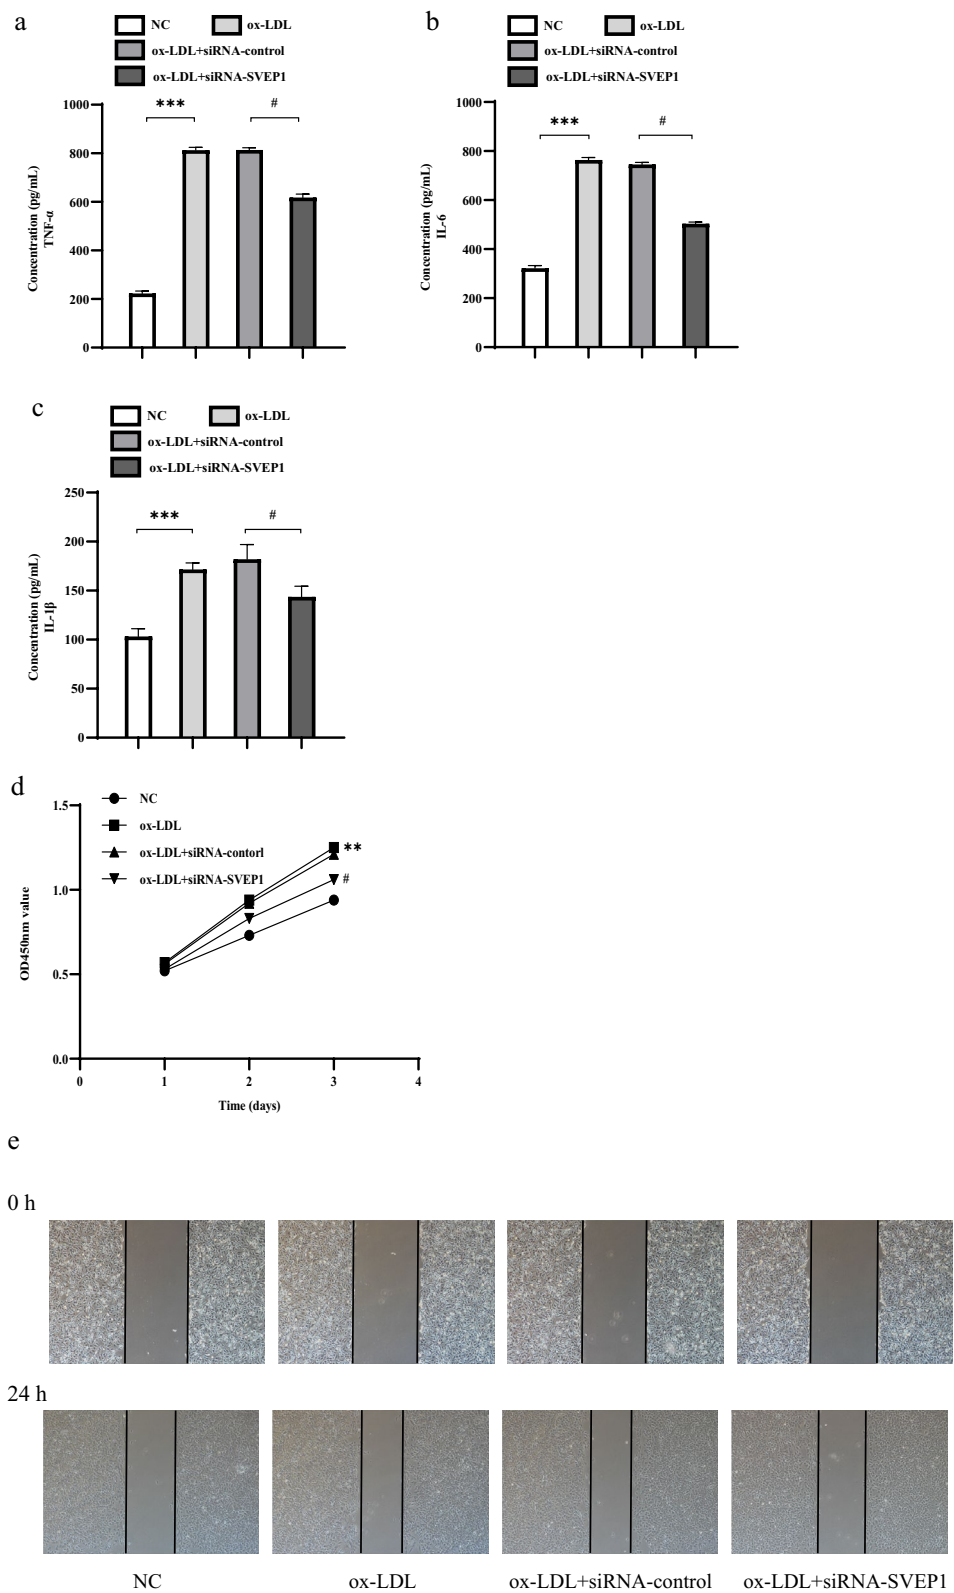 a
NC
ox-LDL
ox-LDL+siRNA-control
ox-LDL+siRNA-SVEP1
***
#
1000
800
600
400
200
0
Concentration (pg/mL)
TNF-α
b
NC
ox-LDL
ox-LDL+siRNA-control
ox-LDL+siRNA-SVEP1
***
#
1000
800
600
400
200
0
Concentration (pg/mL)
IL-6
c
NC
ox-LDL
ox-LDL+siRNA-control
ox-LDL+siRNA-SVEP1
***
#
250
200
150
100
50
0
Concentration (pg/mL)
IL-1β
d
NC
ox-LDL
ox-LDL+siRNA-contorl
ox-LDL+siRNA-SVEP1
**
#
1.5
1.0
0.5
0.0
OD450nm value
0 1 2 3 4
Time (days)
e
0 h
24 h
NC ox-LDL ox-LDL+siRNA-control ox-LDL+siRNA-SVEP1